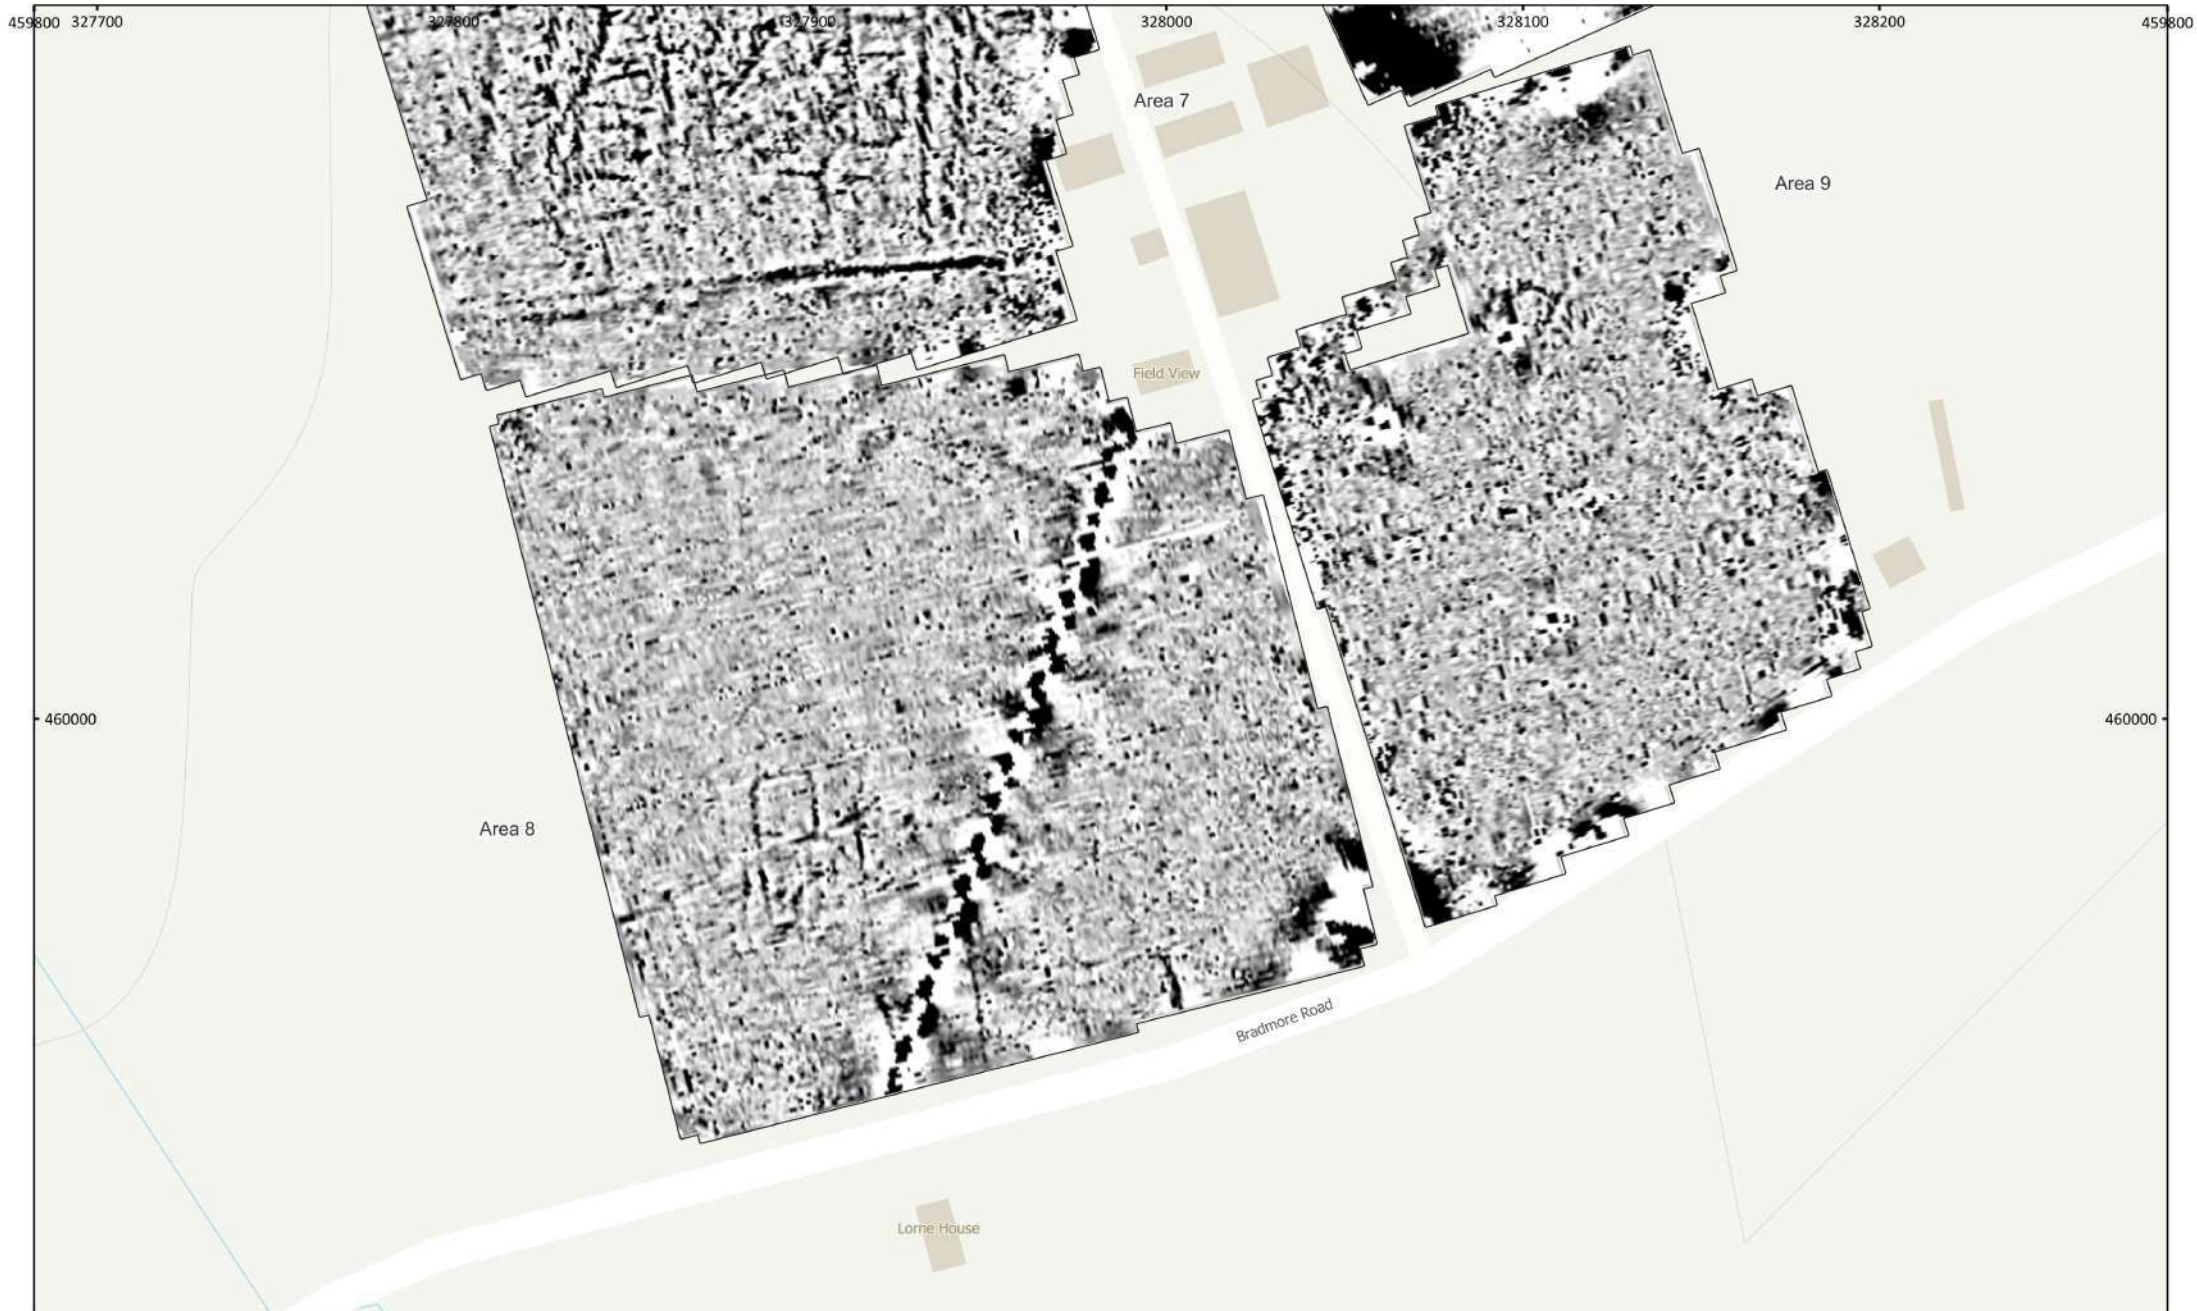 459800 327700 327800 327900 328000 328100 328200 459800
Area 7
Area 9
Field View
460000 460000
Area 8
Bradmore Road
Lorne House